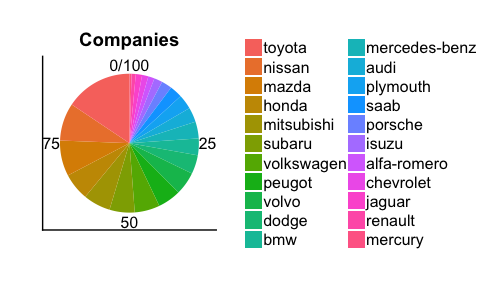 Companies
0/100
75
25
50
toyota
nissan
mazda
honda
mitsubishi
subaru
volkswagen
peugot
volvo
dodge
bmw
mercedes-benz
audi
plymouth
saab
porsche
isuzu
alfa-romero
chevrolet
jaguar
renault
mercury